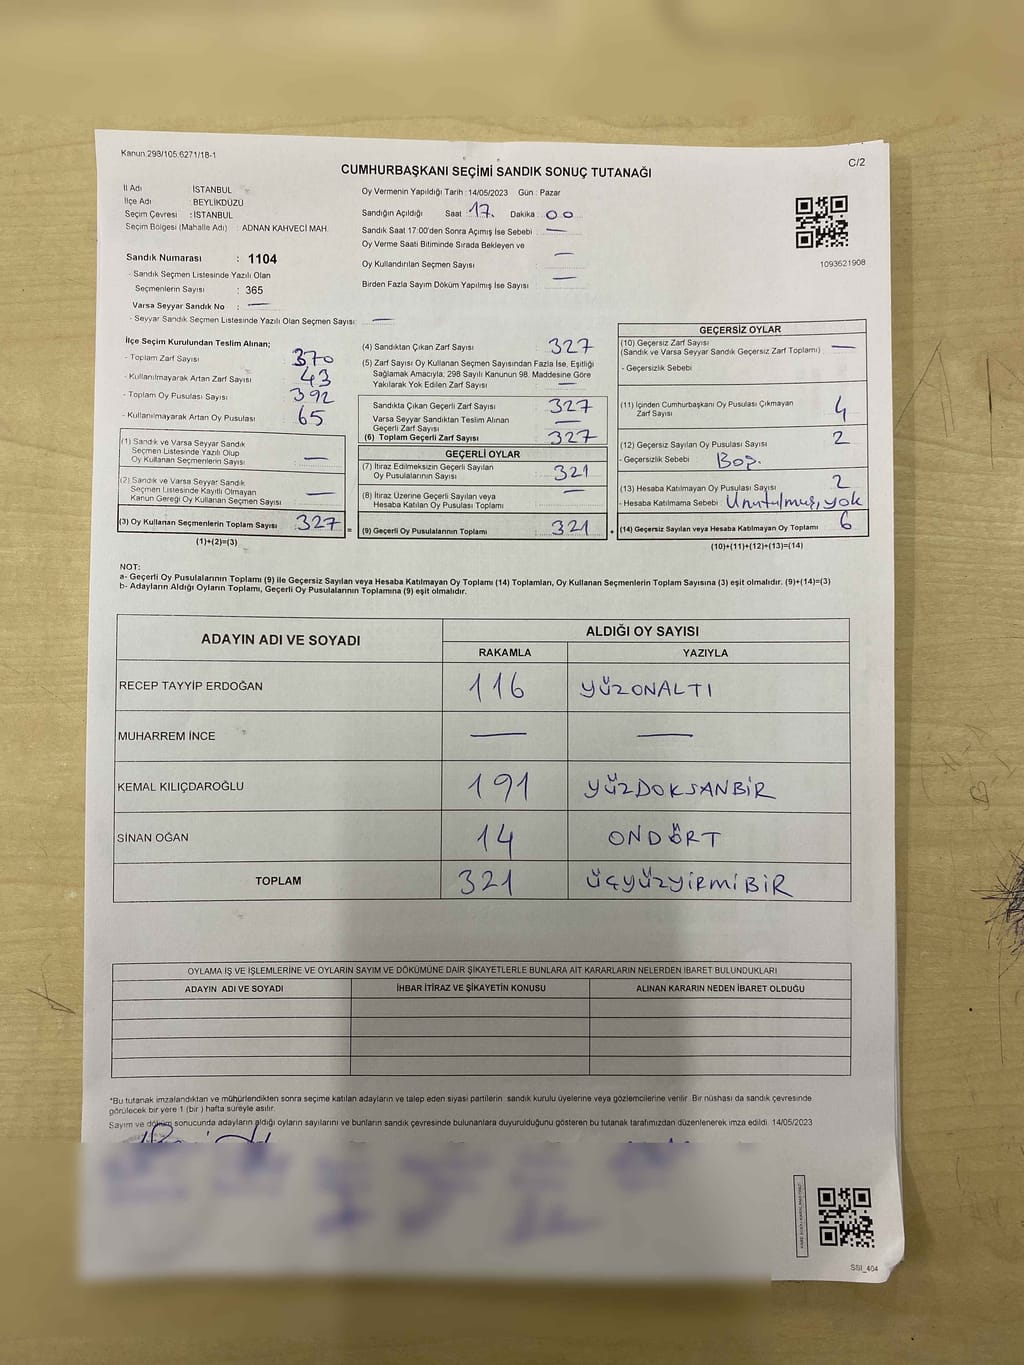 Kanun.298/105.6271/18-1
C/2
CUMHURBAŞKANI SEÇİMİ SANDIK SONUÇ TUTANAĞI
İl Adı : İSTANBUL
İlçe Adı : BEYLİKDÜZÜ
Seçim Çevresi : İSTANBUL
Seçim Bölgesi (Mahalle Adı) : ADNAN KAHVECİ MAH.
Sandık Numarası : 1104
- Sandık Seçmen Listesinde Yazılı Olan
Seçmenlerin Sayısı : 365
Varsa Seyyar Sandık No : —
- Seyyar Sandık Seçmen Listesinde Yazılı Olan Seçmen Sayısı: —
Oy Vermenin Yapıldığı Tarih : 14/05/2023 Gün : Pazar
Sandığın Açıldığı Saat : 17. Dakika : 00
Sandık Saat 17:00'den Sonra Açımış İse Sebebi : —
Oy Verme Saati Bitiminde Sırada Bekleyen ve
Oy Kullandırılan Seçmen Sayısı : —
Birden Fazla Sayım Döküm Yapılmış İse Sayısı : —
1093621908
İlçe Seçim Kurulundan Teslim Alınan;
- Toplam Zarf Sayısı : 370
- Kullanılmayarak Artan Zarf Sayısı : 43
- Toplam Oy Pusulası Sayısı : 392
- Kullanılmayarak Artan Oy Pusulası : 65
(1) Sandık ve Varsa Seyyar Sandık
Seçmen Listesinde Yazılı Olup
Oy Kullanan Seçmenlerin Sayısı : —
(2) Sandık ve Varsa Seyyar Sandık
Seçmen Listesinde Kayıtlı Olmayan
Kanun Gereği Oy Kullanan Seçmen Sayısı : —
(3) Oy Kullanan Seçmenlerin Toplam Sayısı : 327
(1)+(2)=(3)
=
(4) Sandıktan Çıkan Zarf Sayısı : 327
(5) Zarf Sayısı Oy Kullanan Seçmen Sayısından Fazla İse, Eşitliği
Sağlamak Amacıyla; 298 Sayılı Kanunun 98. Maddesine Göre
Yakılarak Yok Edilen Zarf Sayısı : —
Sandıkta Çıkan Geçerli Zarf Sayısı : 327
Varsa Seyyar Sandıktan Teslim Alınan
Geçerli Zarf Sayısı : —
(6) Toplam Geçerli Zarf Sayısı : 327
GEÇERLİ OYLAR
(7) İtiraz Edilmeksizin Geçerli Sayılan
Oy Pusulalarının Sayısı : 321
(8) İtiraz Üzerine Geçerli Sayılan veya
Hesaba Katılan Oy Pusulası Toplamı : —
(9) Geçerli Oy Pusulalarının Toplamı : 321
+
GEÇERSİZ OYLAR
(10) Geçersiz Zarf Sayısı
(Sandık ve Varsa Seyyar Sandık Geçersiz Zarf Toplamı) : —
- Geçersizlik Sebebi :
(11) İçinden Cumhurbaşkanı Oy Pusulası Çıkmayan
Zarf Sayısı : 4
(12) Geçersiz Sayılan Oy Pusulası Sayısı : 2
- Geçersizlik Sebebi : Boş.
(13) Hesaba Katılmayan Oy Pusulası Sayısı : 2
- Hesaba Katılmama Sebebi : Unutulmuş, yok
(14) Geçersiz Sayılan veya Hesaba Katılmayan Oy Toplamı : 6
(10)+(11)+(12)+(13)=(14)
NOT:
a- Geçerli Oy Pusulalarının Toplamı (9) ile Geçersiz Sayılan veya Hesaba Katılmayan Oy Toplamı (14) Toplamları, Oy Kullanan Seçmenlerin Toplam Sayısına (3) eşit olmalıdır. (9)+(14)=(3)
b- Adayların Aldığı Oyların Toplamı, Geçerli Oy Pusulalarının Toplamına (9) eşit olmalıdır.
ADAYIN ADI VE SOYADI
ALDIĞI OY SAYISI
RAKAMLA YAZIYLA
RECEP TAYYİP ERDOĞAN 116 YÜZONALTI
MUHARREM İNCE — —
KEMAL KILIÇDAROĞLU 191 YÜZDOKSANBİR
SİNAN OĞAN 14 ONDÖRT
TOPLAM 321 ÜÇYÜZYİRMİBİR
OYLAMA İŞ VE İŞLEMLERİNE VE OYLARIN SAYIM VE DÖKÜMÜNE DAİR ŞİKAYETLERLE BUNLARA AİT KARARLARIN NELERDEN İBARET BULUNDUKLARI
ADAYIN ADI VE SOYADI İHBAR İTİRAZ VE ŞİKAYETİN KONUSU ALINAN KARARIN NEDEN İBARET OLDUĞU
*Bu tutanak imzalandıktan ve mühürlendikten sonra seçime katılan adayların ve talep eden siyasi partilerin sandık kurulu üyelerine veya gözlemcilerine verilir. Bir nüshası da sandık çevresinde
görülecek bir yere 1 (bir ) hafta süreyle asılır.
Sayım ve döküm sonucunda adayların aldığı oyların sayılarını ve bunların sandık çevresinde bulunanlara duyurulduğunu gösteren bu tutanak tarafımızdan düzenlenerek imza edildi. 14/05/2023
SSI_404